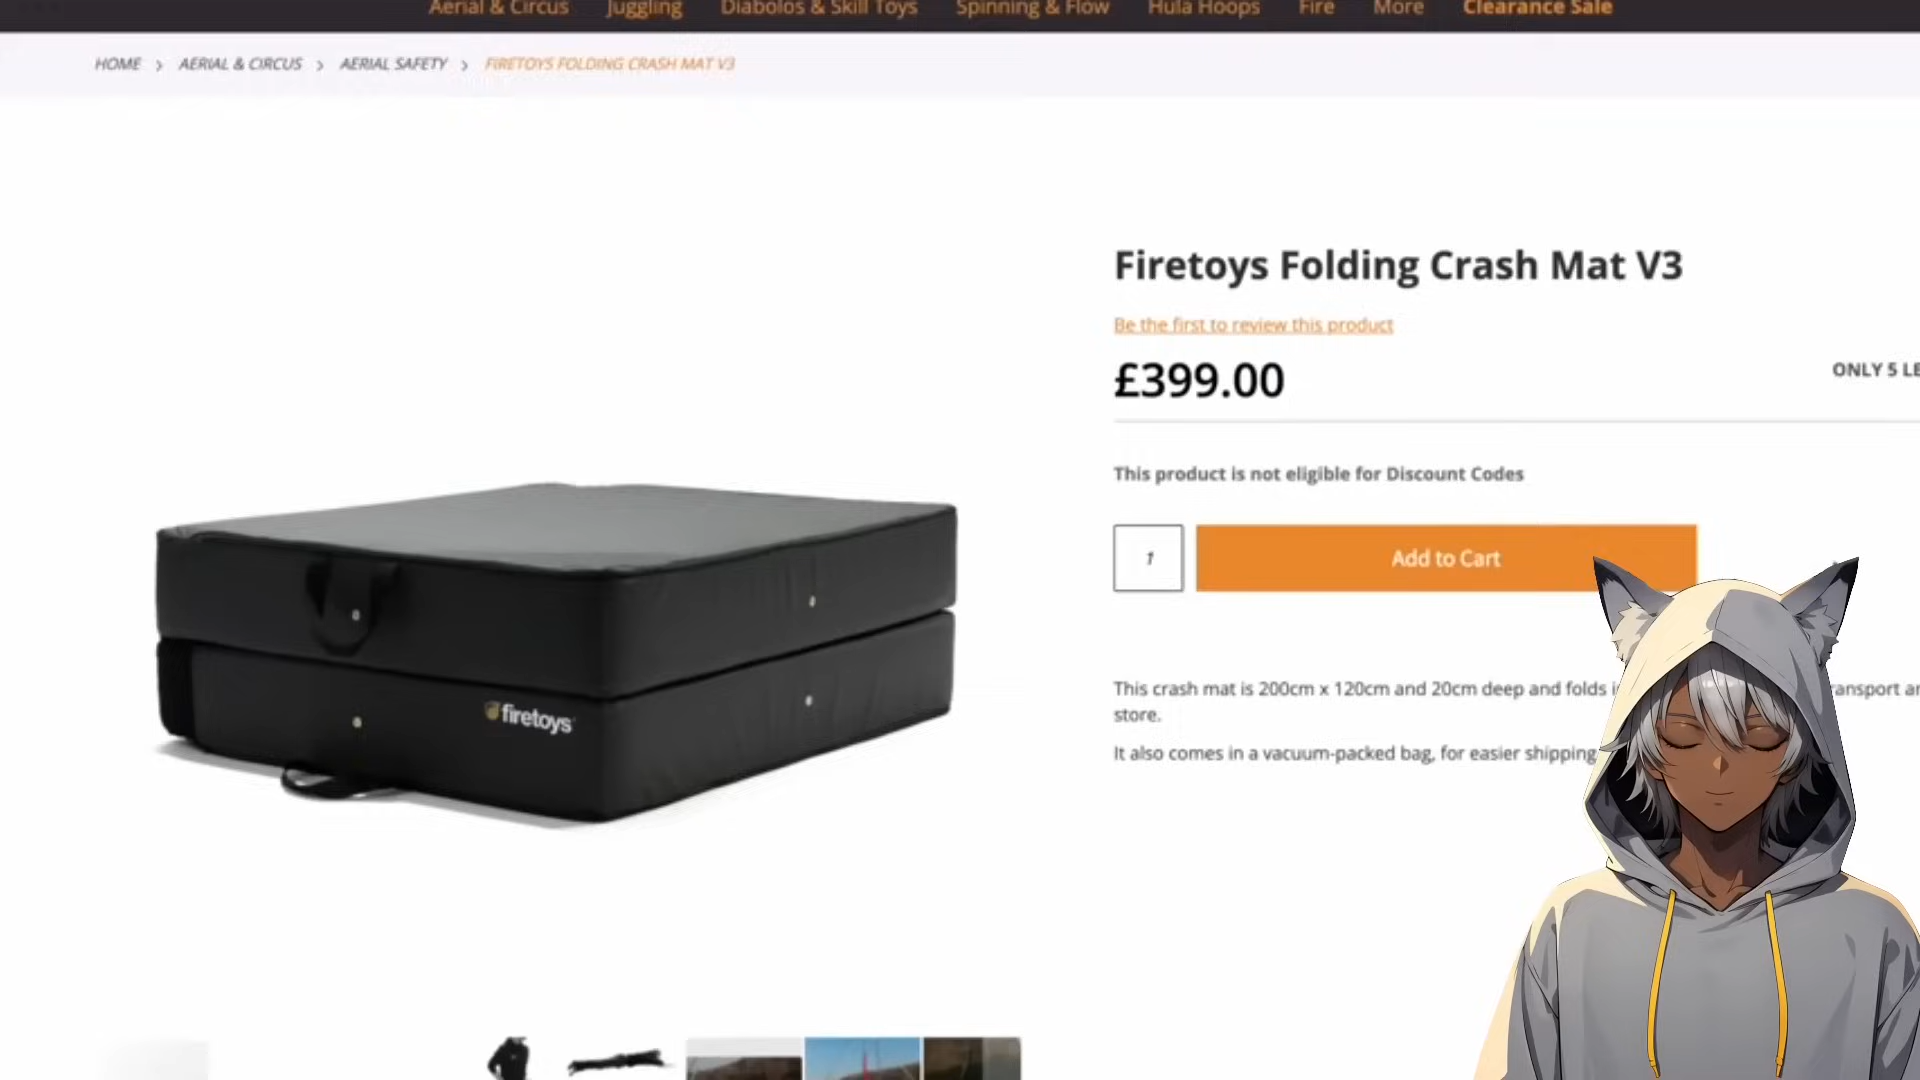 Aerial & Circus Juggling Diabolos & Skill Toys Spinning & Flow Hula Hoops Fire More Clearance Sale
HOME > AERIAL & CIRCUS > AERIAL SAFETY > FIRETOYS FOLDING CRASH MAT V3
Firetoys Folding Crash Mat V3
Be the first to review this product
£399.00
ONLY 5
This product is not eligible for Discount Codes
1 Add to Cart
This crash mat is 200cm x 120cm and 20cm deep and folds
store.
It also comes in a vacuum-packed bag, for easier shipping
firetoys